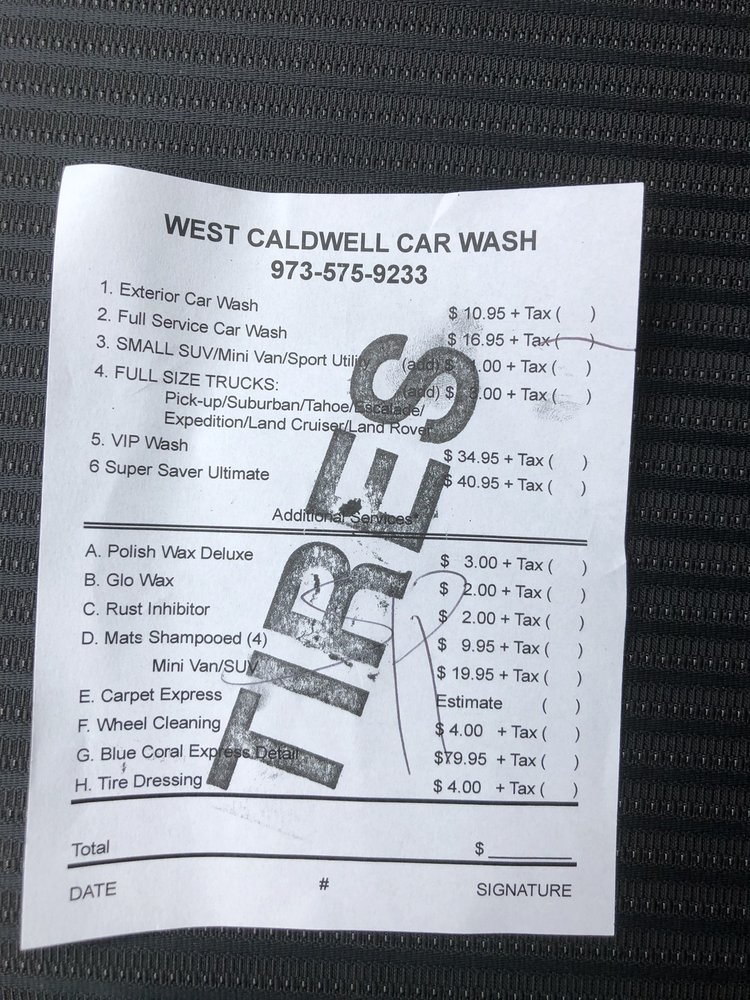 WEST CALDWELL CAR WASH
973-575-9233
1. Exterior Car Wash $ 10.95 + Tax ( )
2. Full Service Car Wash $ 16.95 + Tax ( )
3. SMALL SUV/Mini Van/Sport Utility (add) $ .00 + Tax ( )
4. FULL SIZE TRUCKS: (add) $ 3.00 + Tax ( )
Pick-up/Suburban/Tahoe/Escalade/
Expedition/Land Cruiser/Land Rover
5. VIP Wash $ 34.95 + Tax ( )
6 Super Saver Ultimate $ 40.95 + Tax ( )
Additional Services
A. Polish Wax Deluxe $ 3.00 + Tax ( )
B. Glo Wax $ 2.00 + Tax ( )
C. Rust Inhibitor $ 2.00 + Tax ( )
D. Mats Shampooed (4) $ 9.95 + Tax ( )
Mini Van/SUV $ 19.95 + Tax ( )
E. Carpet Express Estimate ( )
F. Wheel Cleaning $ 4.00 + Tax ( )
G. Blue Coral Express Detail $79.95 + Tax ( )
H. Tire Dressing $ 4.00 + Tax ( )
TIRES
Total $
DATE # SIGNATURE